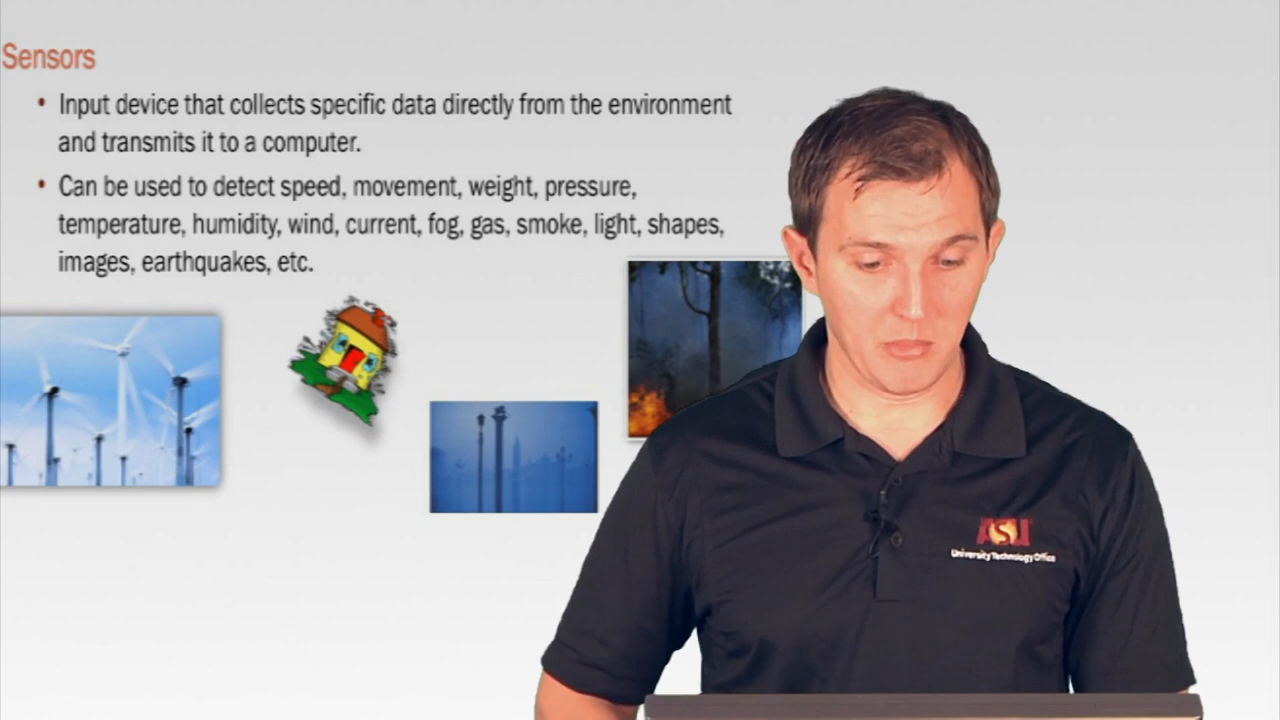 Sensors
• Input device that collects specific data directly from the environment
and transmits it to a computer.
• Can be used to detect speed, movement, weight, pressure,
temperature, humidity, wind, current, fog, gas, smoke, light, shapes,
images, earthquakes, etc.
ASU
University Technology Office